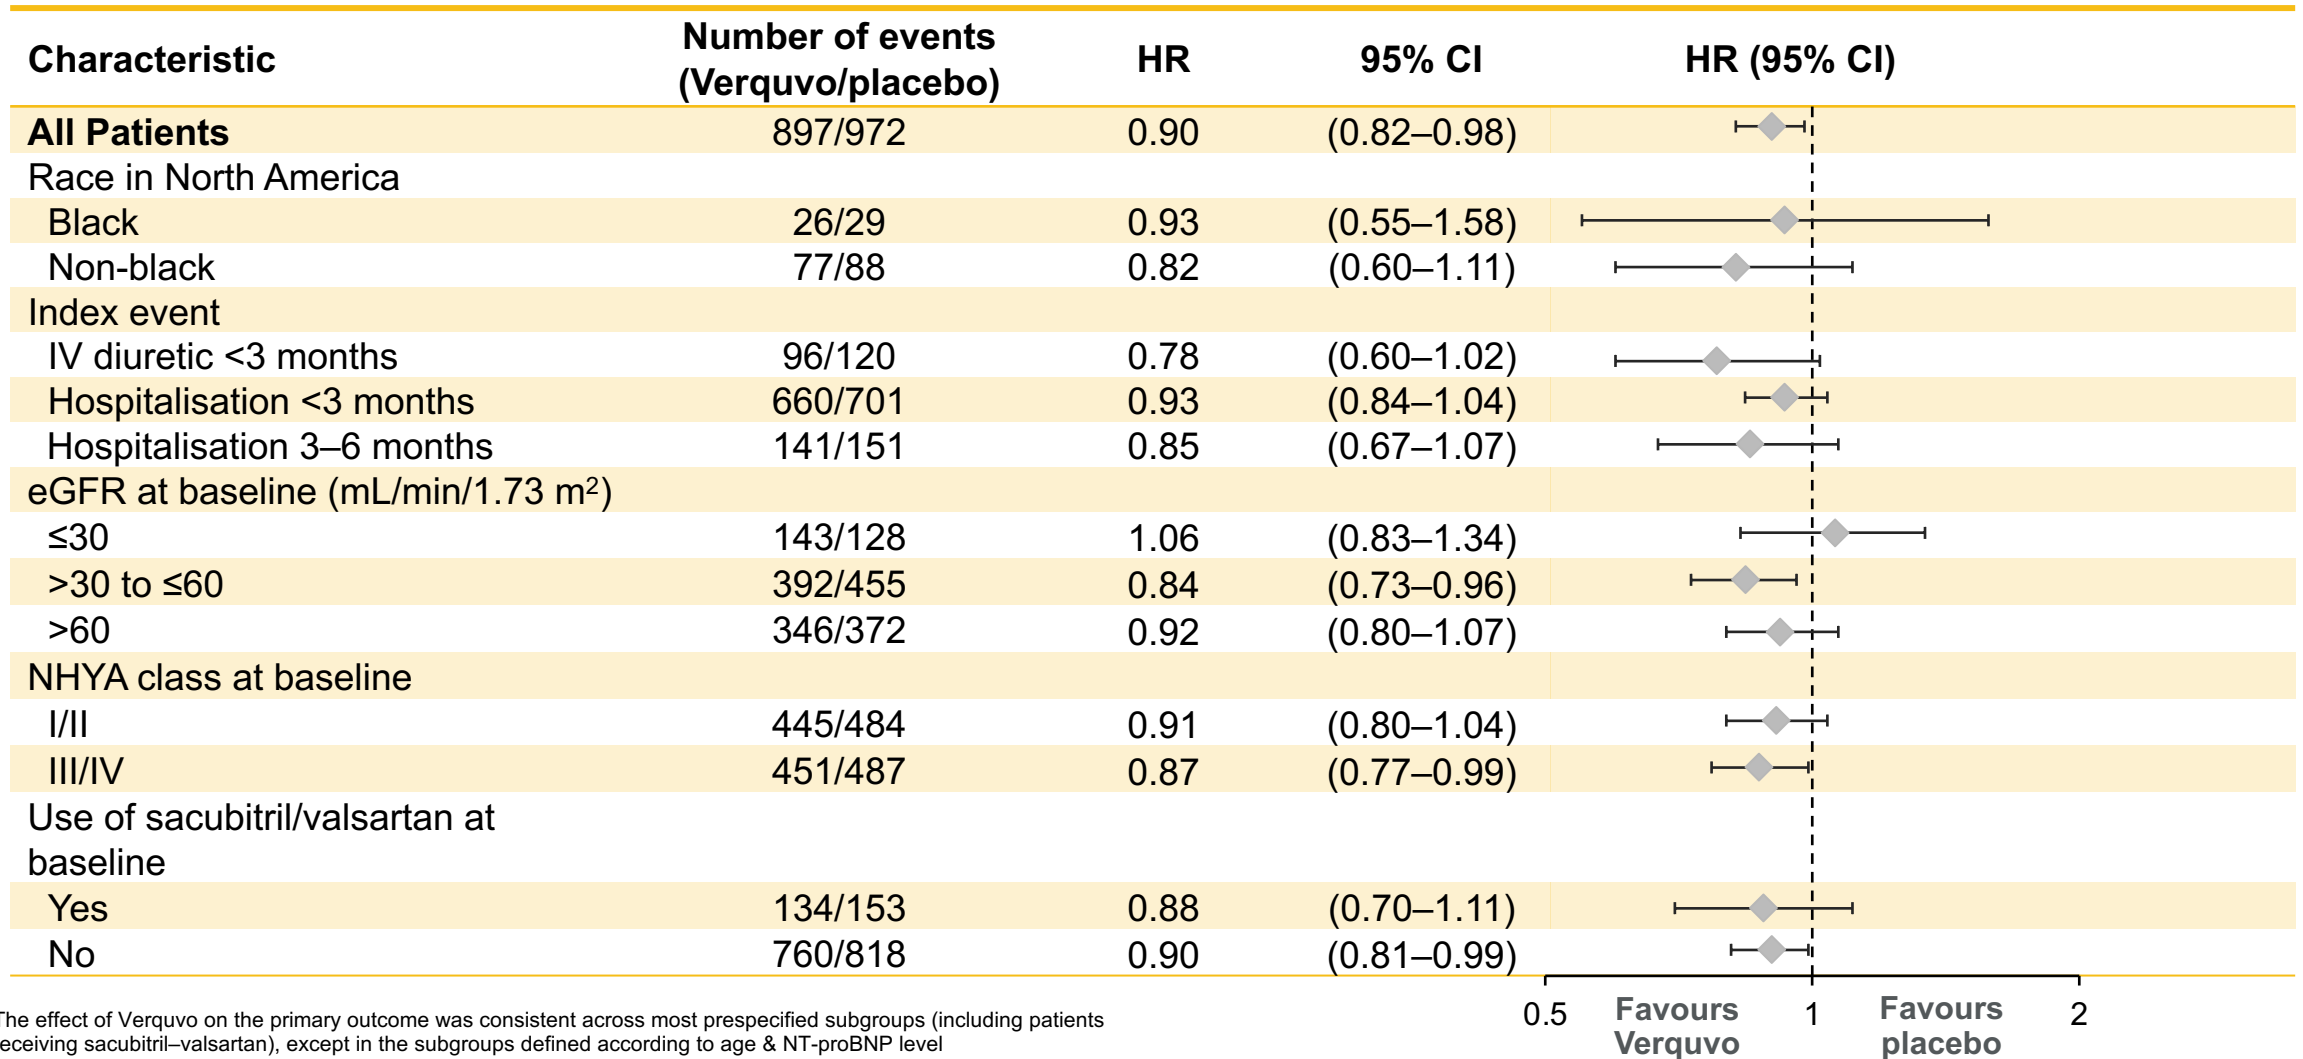 Characteristic Number of events (Verquvo/placebo) HR 95% CI HR (95% CI)
All Patients 897/972 0.90 (0.82–0.98)
Race in North America
Black 26/29 0.93 (0.55–1.58)
Non-black 77/88 0.82 (0.60–1.11)
Index event
IV diuretic <3 months 96/120 0.78 (0.60–1.02)
Hospitalisation <3 months 660/701 0.93 (0.84–1.04)
Hospitalisation 3–6 months 141/151 0.85 (0.67–1.07)
eGFR at baseline (mL/min/1.73 m²)
≤30 143/128 1.06 (0.83–1.34)
>30 to ≤60 392/455 0.84 (0.73–0.96)
>60 346/372 0.92 (0.80–1.07)
NHYA class at baseline
I/II 445/484 0.91 (0.80–1.04)
III/IV 451/487 0.87 (0.77–0.99)
Use of sacubitril/valsartan at
baseline
Yes 134/153 0.88 (0.70–1.11)
No 760/818 0.90 (0.81–0.99)
0.5 Favours Verquvo 1 Favours placebo 2
The effect of Verquvo on the primary outcome was consistent across most prespecified subgroups (including patients
eceiving sacubitril–valsartan), except in the subgroups defined according to age & NT-proBNP level